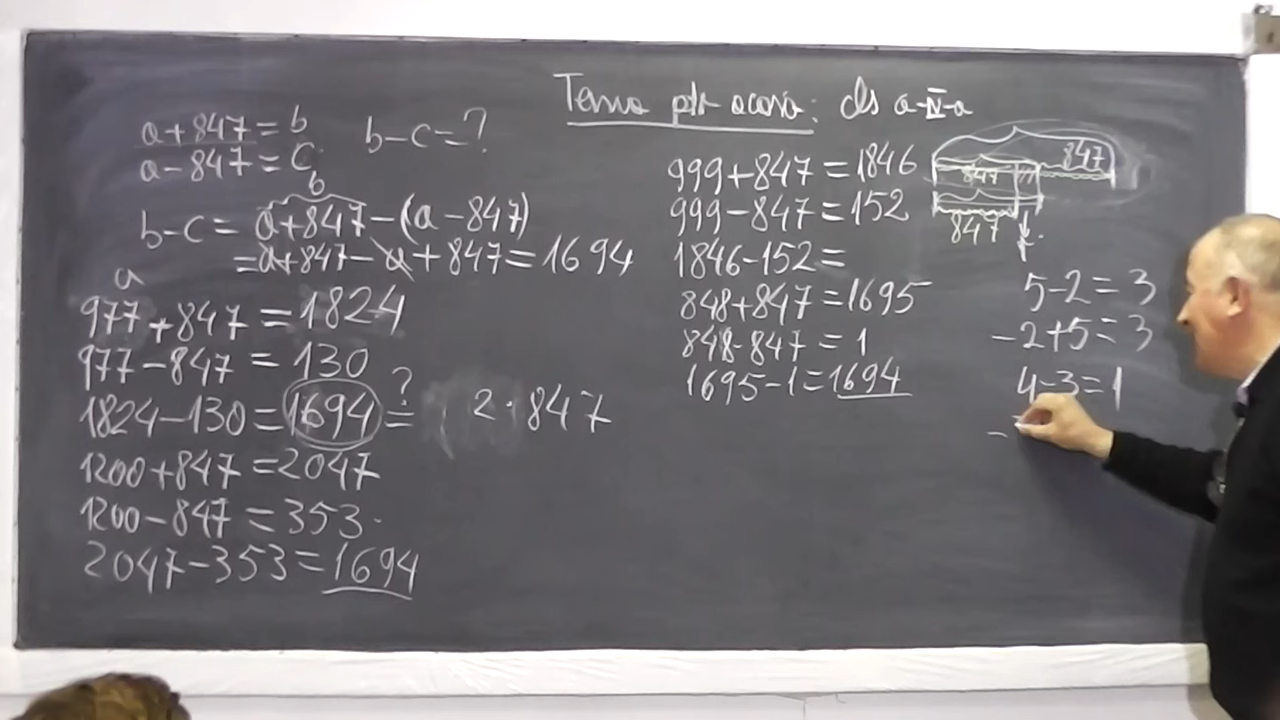 Tema ptr acasă: cls a-IV-a
a+847=b
a-847=c
b-c=?
b
b-c= a+847-(a-847)
=a+847-a+847=1694
a
977+847=1824
977-847=130
1824-130=1694=?
2·847
1200+847=2047
1200-847=353
2047-353=1694
999+847=1846
999-847=152
1846-152=
848+847=1695
848-847=1
1695-1=1694
847
847
847
5-2=3
-2+5=3
4-3=1
-